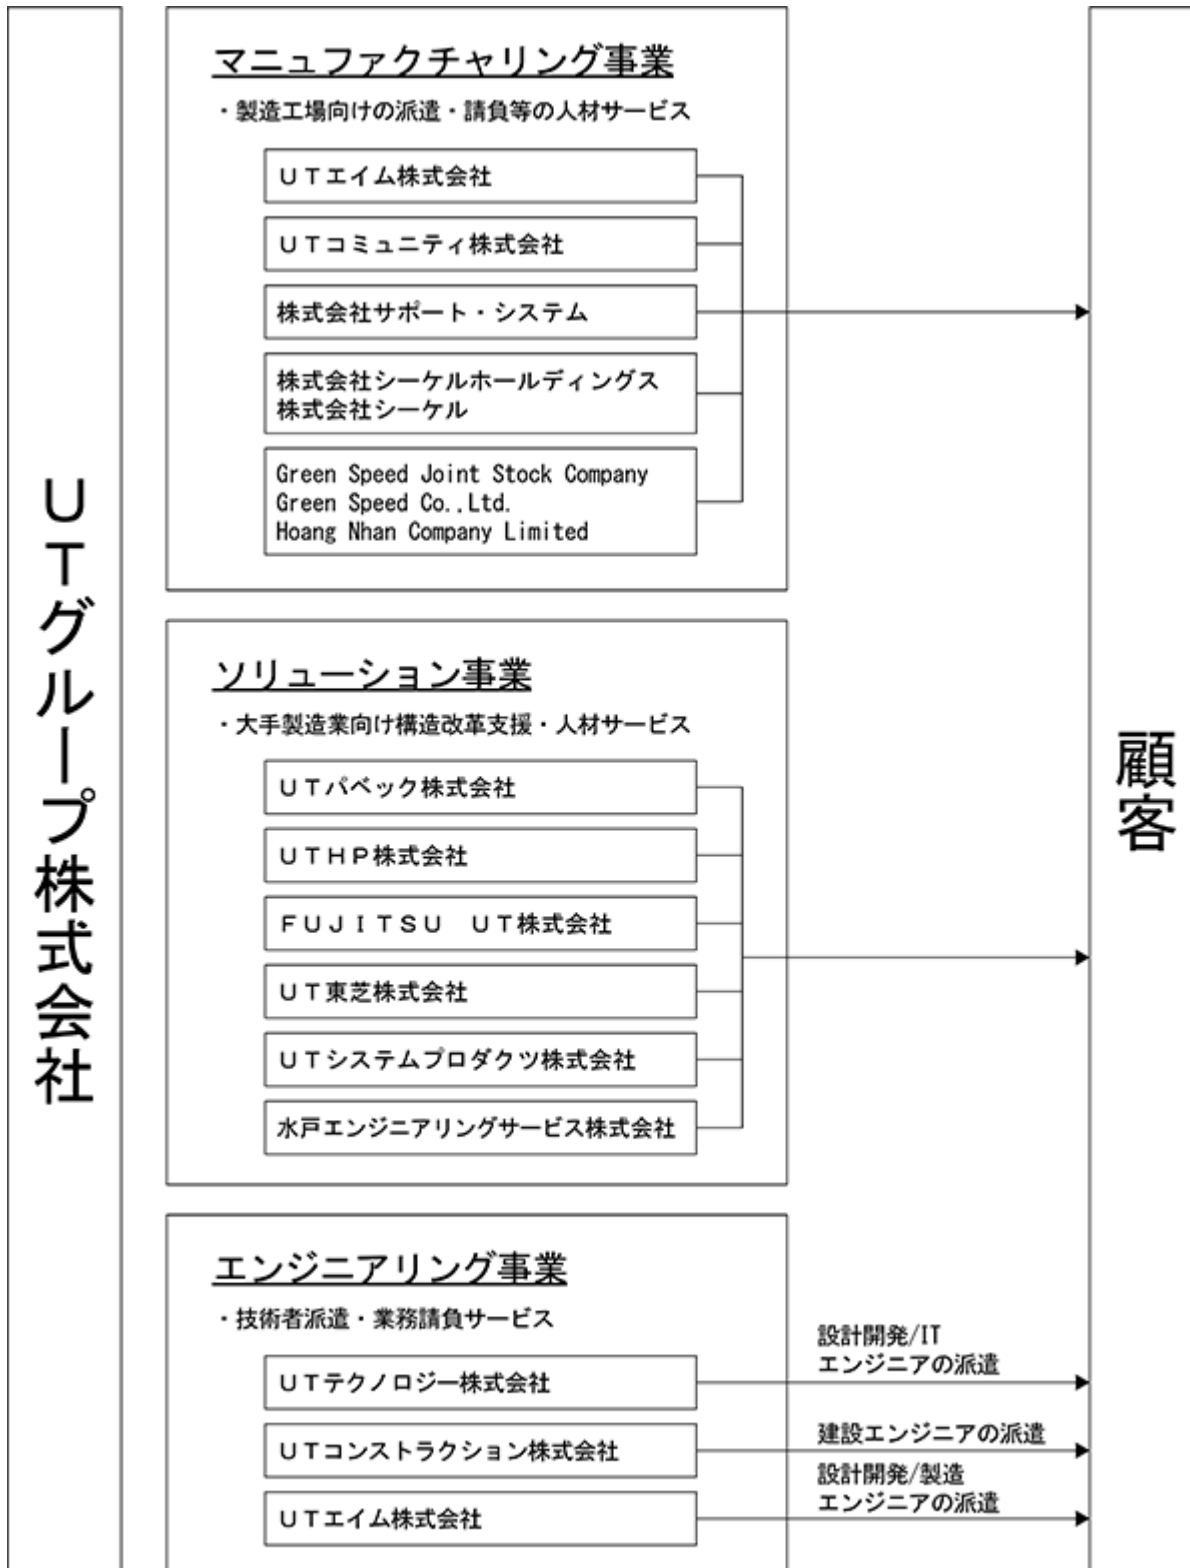 UTグループ株式会社
マニュファクチャリング事業
・製造工場向けの派遣・請負等の人材サービス
UTエイム株式会社
UTコミュニティ株式会社
株式会社サポート・システム
株式会社シーケルホールディングス
株式会社シーケル
Green Speed Joint Stock Company
Green Speed Co.,Ltd.
Hoang Nhan Company Limited
ソリューション事業
・大手製造業向け構造改革支援・人材サービス
UTパベック株式会社
UTHP株式会社
FUJITSU UT株式会社
UT東芝株式会社
UTシステムプロダクツ株式会社
水戸エンジニアリングサービス株式会社
エンジニアリング事業
・技術者派遣・業務請負サービス
UTテクノロジー株式会社
設計開発/IT
エンジニアの派遣
UTコンストラクション株式会社
建設エンジニアの派遣
UTエイム株式会社
設計開発/製造
エンジニアの派遣
顧客